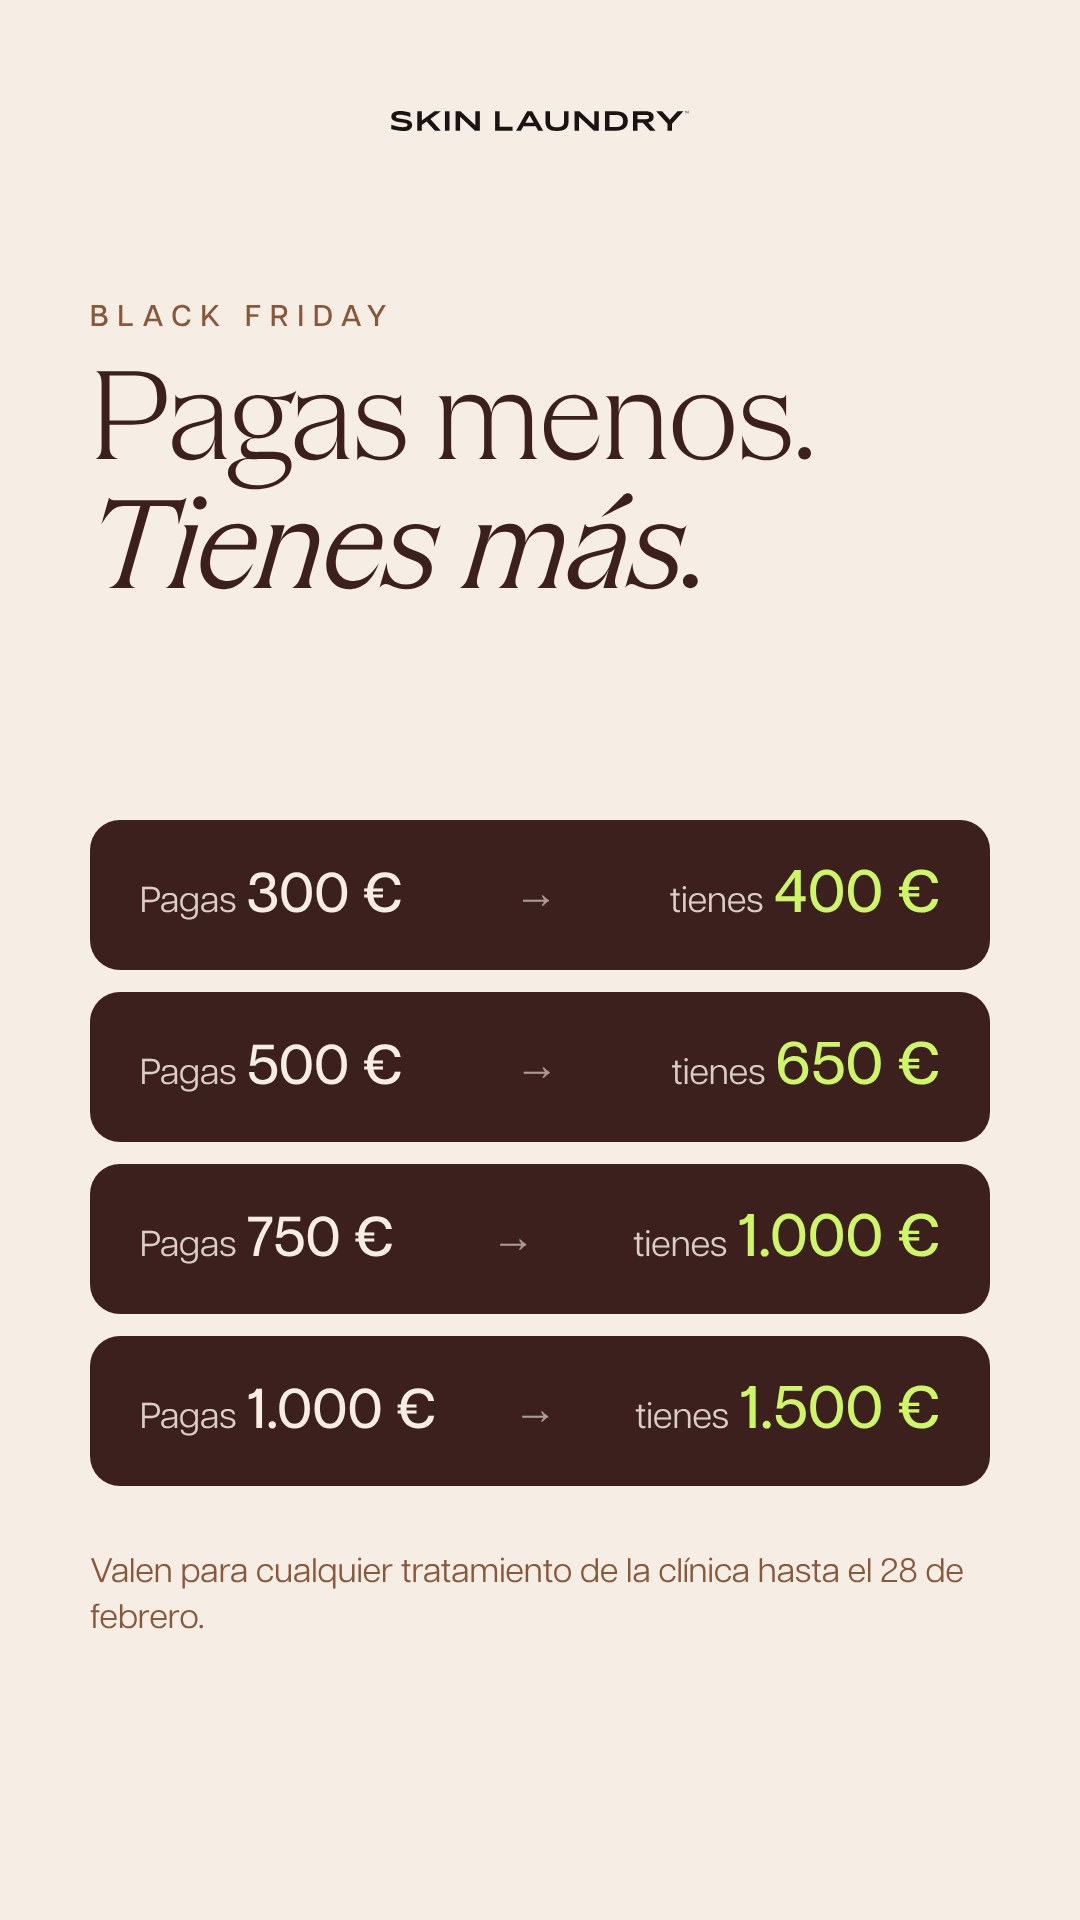 SKIN LAUNDRY™
BLACK FRIDAY
Pagas menos.
Tienes más.
Pagas 300 € → tienes 400 €
Pagas 500 € → tienes 650 €
Pagas 750 € → tienes 1.000 €
Pagas 1.000 € → tienes 1.500 €
Valen para cualquier tratamiento de la clínica hasta el 28 de
febrero.